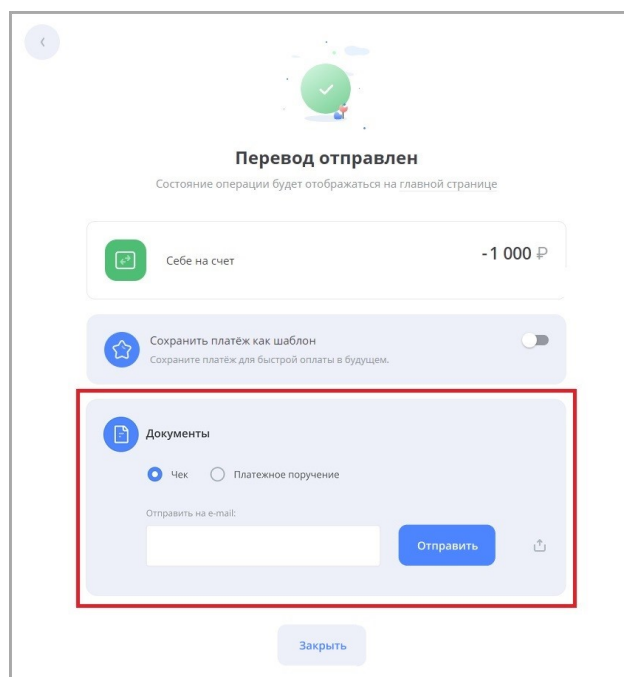 Перевод отправлен
Состояние операции будет отображаться на главной странице
Себе на счет
-1 000 ₽
Сохранить платёж как шаблон
Сохраните платёж для быстрой оплаты в будущем.
Документы
Чек
Платежное поручение
Отправить на e-mail:
Отправить
Закрыть